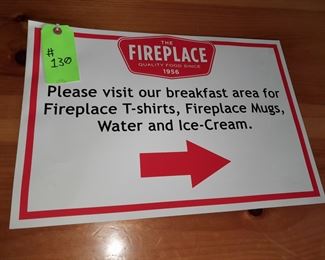 # 130
THE
FIREPLACE
QUALITY FOOD SINCE
1956
Please visit our breakfast area for
Fireplace T-shirts, Fireplace Mugs,
Water and Ice-Cream.